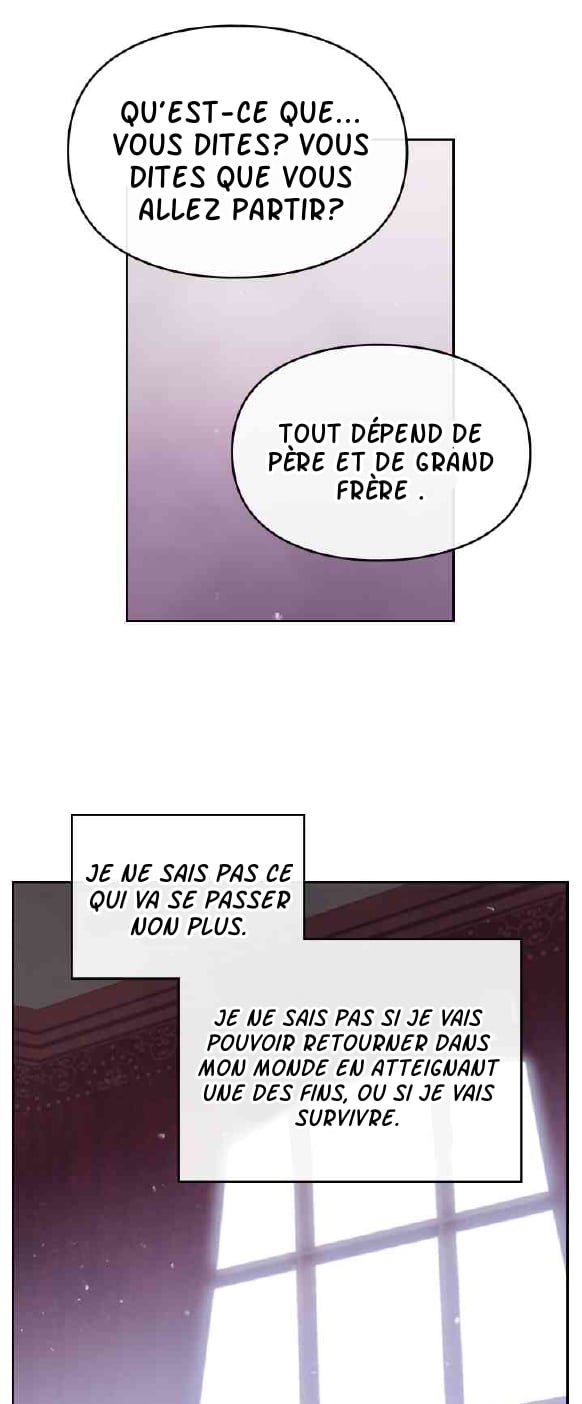 QU'EST-CE QUE...
VOUS DITES? VOUS
DITES QUE VOUS
ALLEZ PARTIR?
TOUT DÉPEND DE
PÈRE ET DE GRAND
FRÈRE .
JE NE SAIS PAS CE
QUI VA SE PASSER
NON PLUS.
JE NE SAIS PAS SI JE VAIS
POUVOIR RETOURNER DANS
MON MONDE EN ATTEIGNANT
UNE DES FINS, OU SI JE VAIS
SURVIVRE.